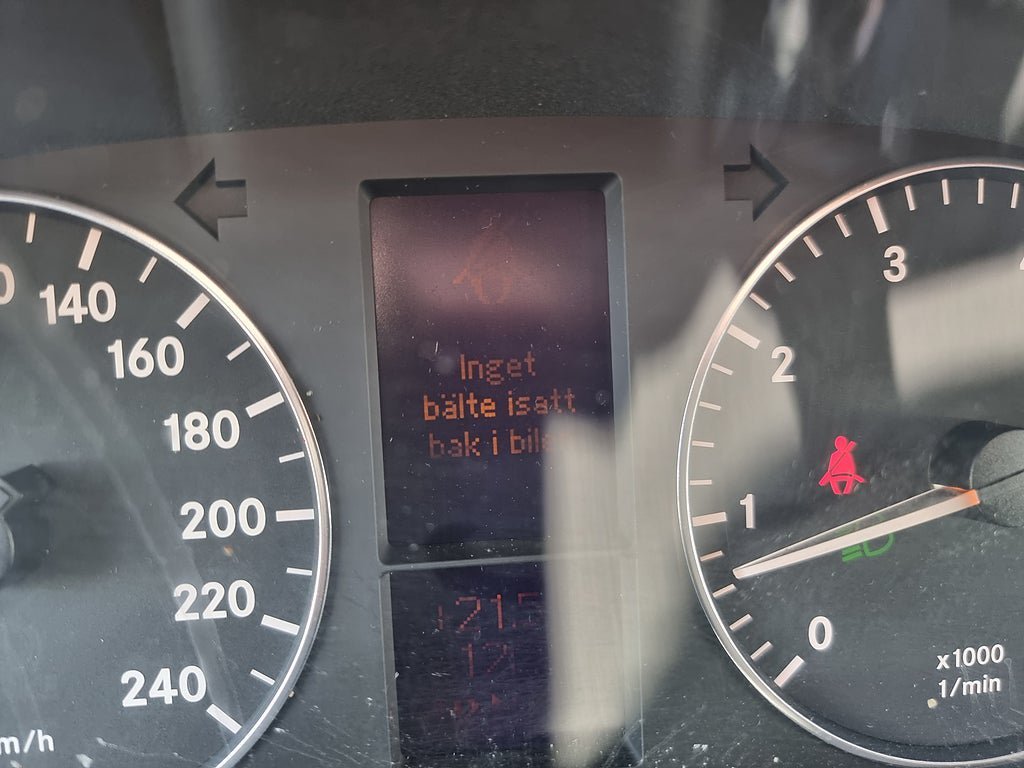 140
160
180
200
220
240
m/h
Inget
bälte isatt
bak i
3
2
1
0
x1000
1/min